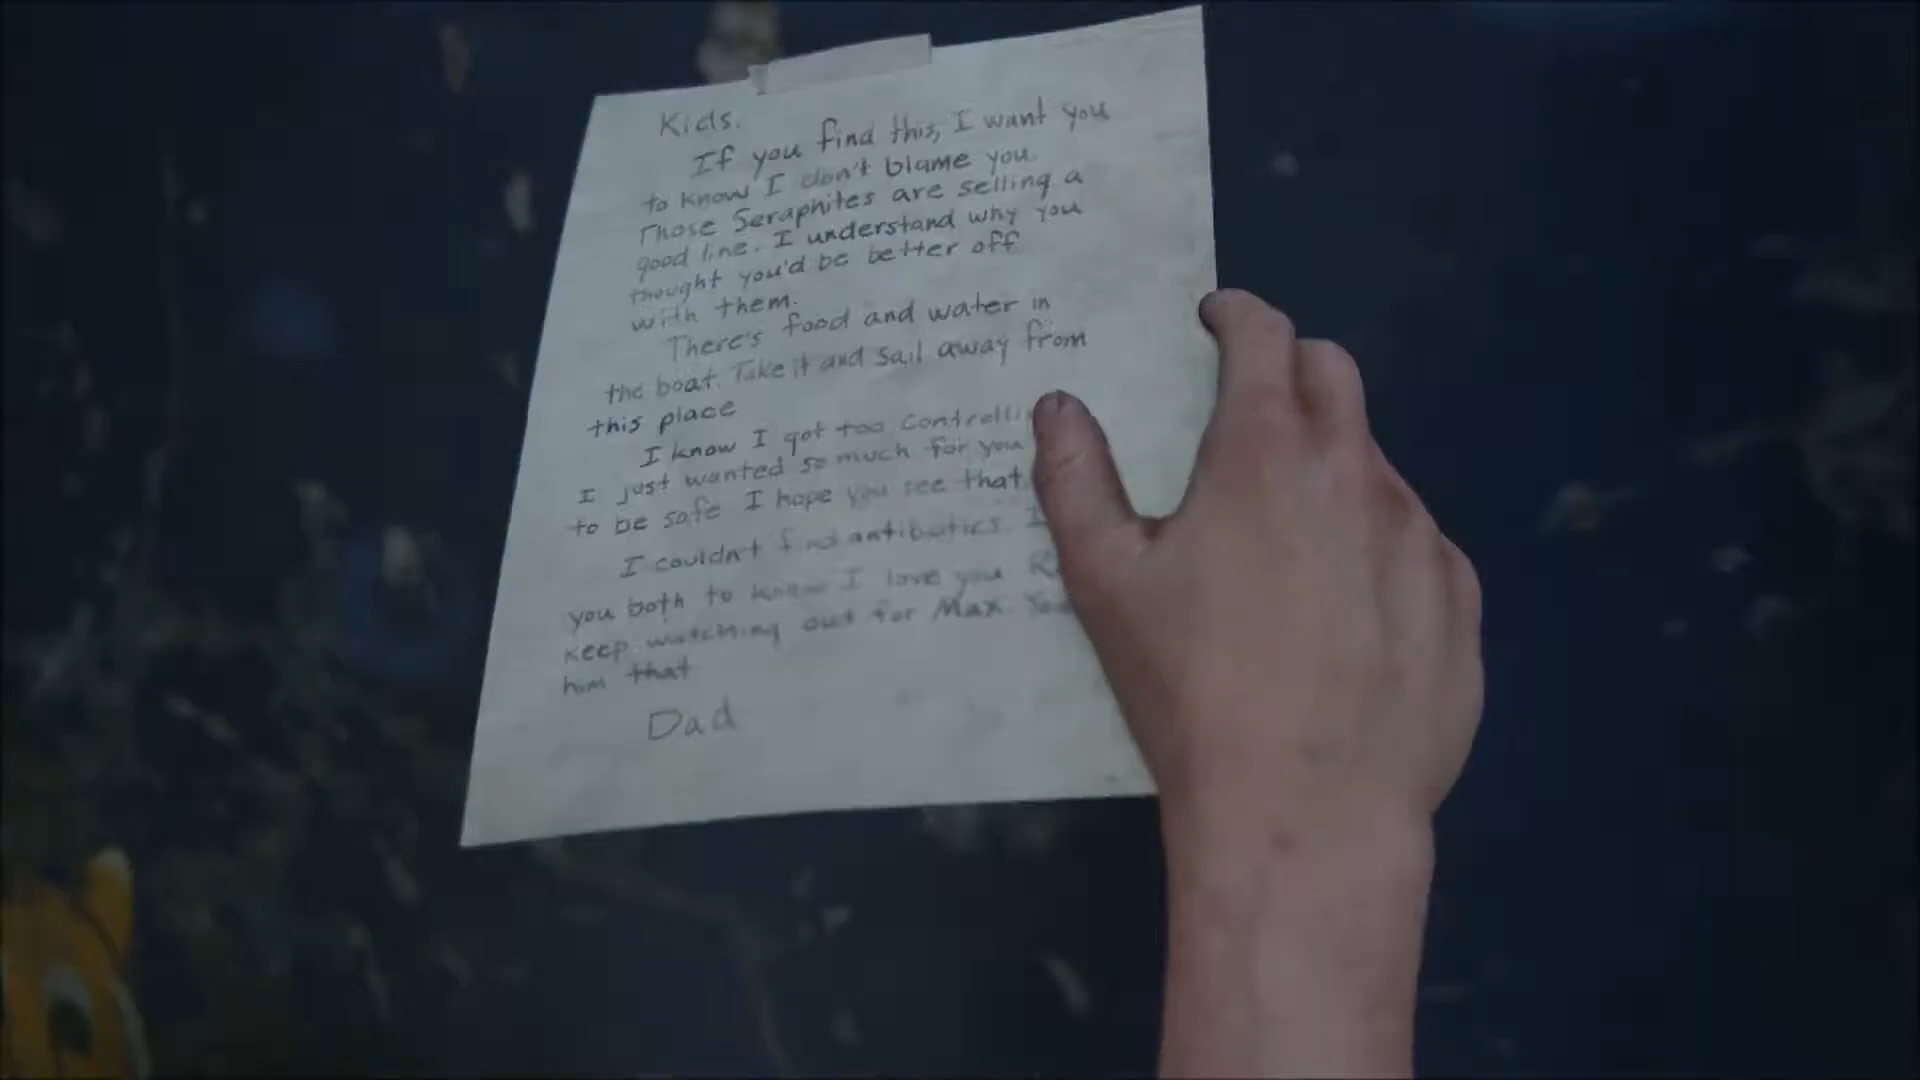 Kids.
If you find this, I want you
to know I don't blame you.
Those Seraphites are selling a
good line. I understand why you
thought you'd be better off
with them.
There's food and water in
the boat. Take it and sail away from
this place
I know I got too
I just wanted so much for you
to be safe I hope you see that
I couldn't find antibiotics.
you both to know I love you
keep watching out for Max.
him that
Dad